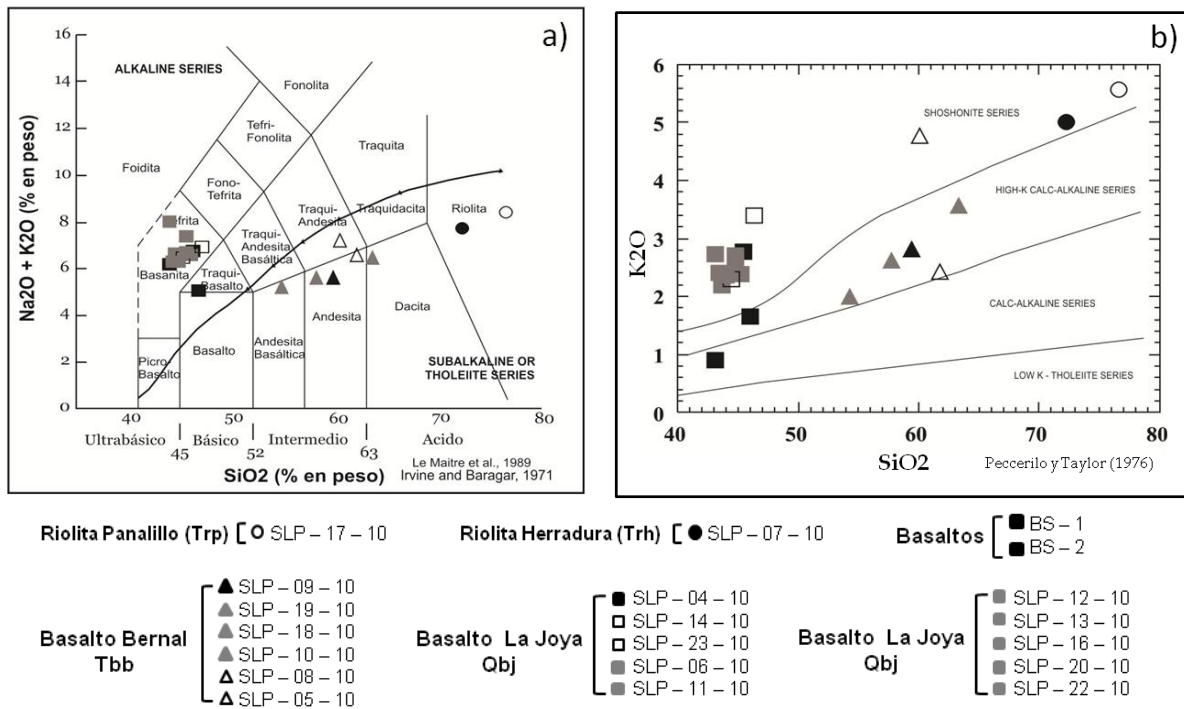 a)
16
14
12
10
8
6
4
2
0
Na2O + K2O (% en peso)
ALKALINE SERIES
Fonolita
Tefri-
Fonolita
Traquita
Foidita
Fono-
Tefrita
Tefrita
Traqui-
Andesita
Traquidacita
Riolita
Traqui-
Andesita
Basáltica
Basanita
Traqui-
Basalto
Dacita
Andesita
Picro-
Basalto
Basalto
Andesita
Basáltica
SUBALKALINE OR
THOLEIITE SERIES
40 50 60 70 80
Ultrabásico Básico Intermedio Acido
45 52 63
SiO2 (% en peso)
Le Maitre et al., 1989
Irvine and Baragar, 1971
b)
6
5
4
3
2
1
0
K2O
SHOSHONITE SERIES
HIGH-K CALC-ALKALINE SERIES
CALC-ALKALINE SERIES
LOW K - THOLEIITE SERIES
40 50 60 70 80
SiO2
Peccerilo y Taylor (1976)
Riolita Panalillo (Trp) SLP – 17 – 10
Riolita Herradura (Trh) SLP – 07 – 10
Basaltos
BS – 1
BS – 2
Basalto Bernal
Tbb
SLP – 09 – 10
SLP – 19 – 10
SLP – 18 – 10
SLP – 10 – 10
SLP – 08 – 10
SLP – 05 – 10
Basalto La Joya
Qbj
SLP – 04 – 10
SLP – 14 – 10
SLP – 23 – 10
SLP – 06 – 10
SLP – 11 – 10
Basalto La Joya
Qbj
SLP – 12 – 10
SLP – 13 – 10
SLP – 16 – 10
SLP – 20 – 10
SLP – 22 – 10